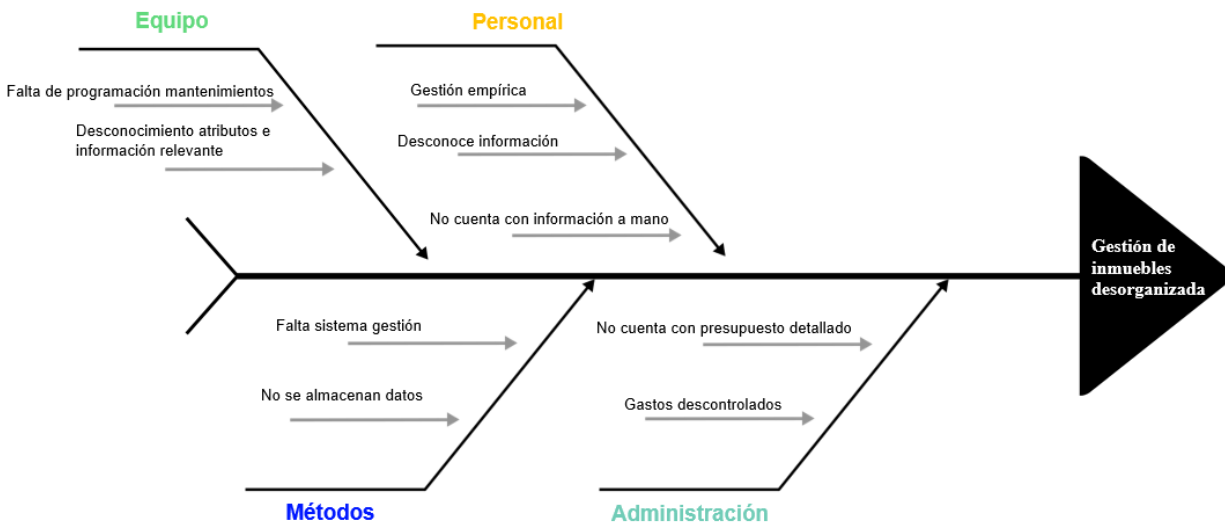 Equipo
Personal
Falta de programación mantenimientos
Gestión empírica
Desconocimiento atributos e
información relevante
Desconoce información
No cuenta con información a mano
Gestión de
inmuebles
desorganizada
Falta sistema gestión
No cuenta con presupuesto detallado
No se almacenan datos
Gastos descontrolados
Métodos
Administración